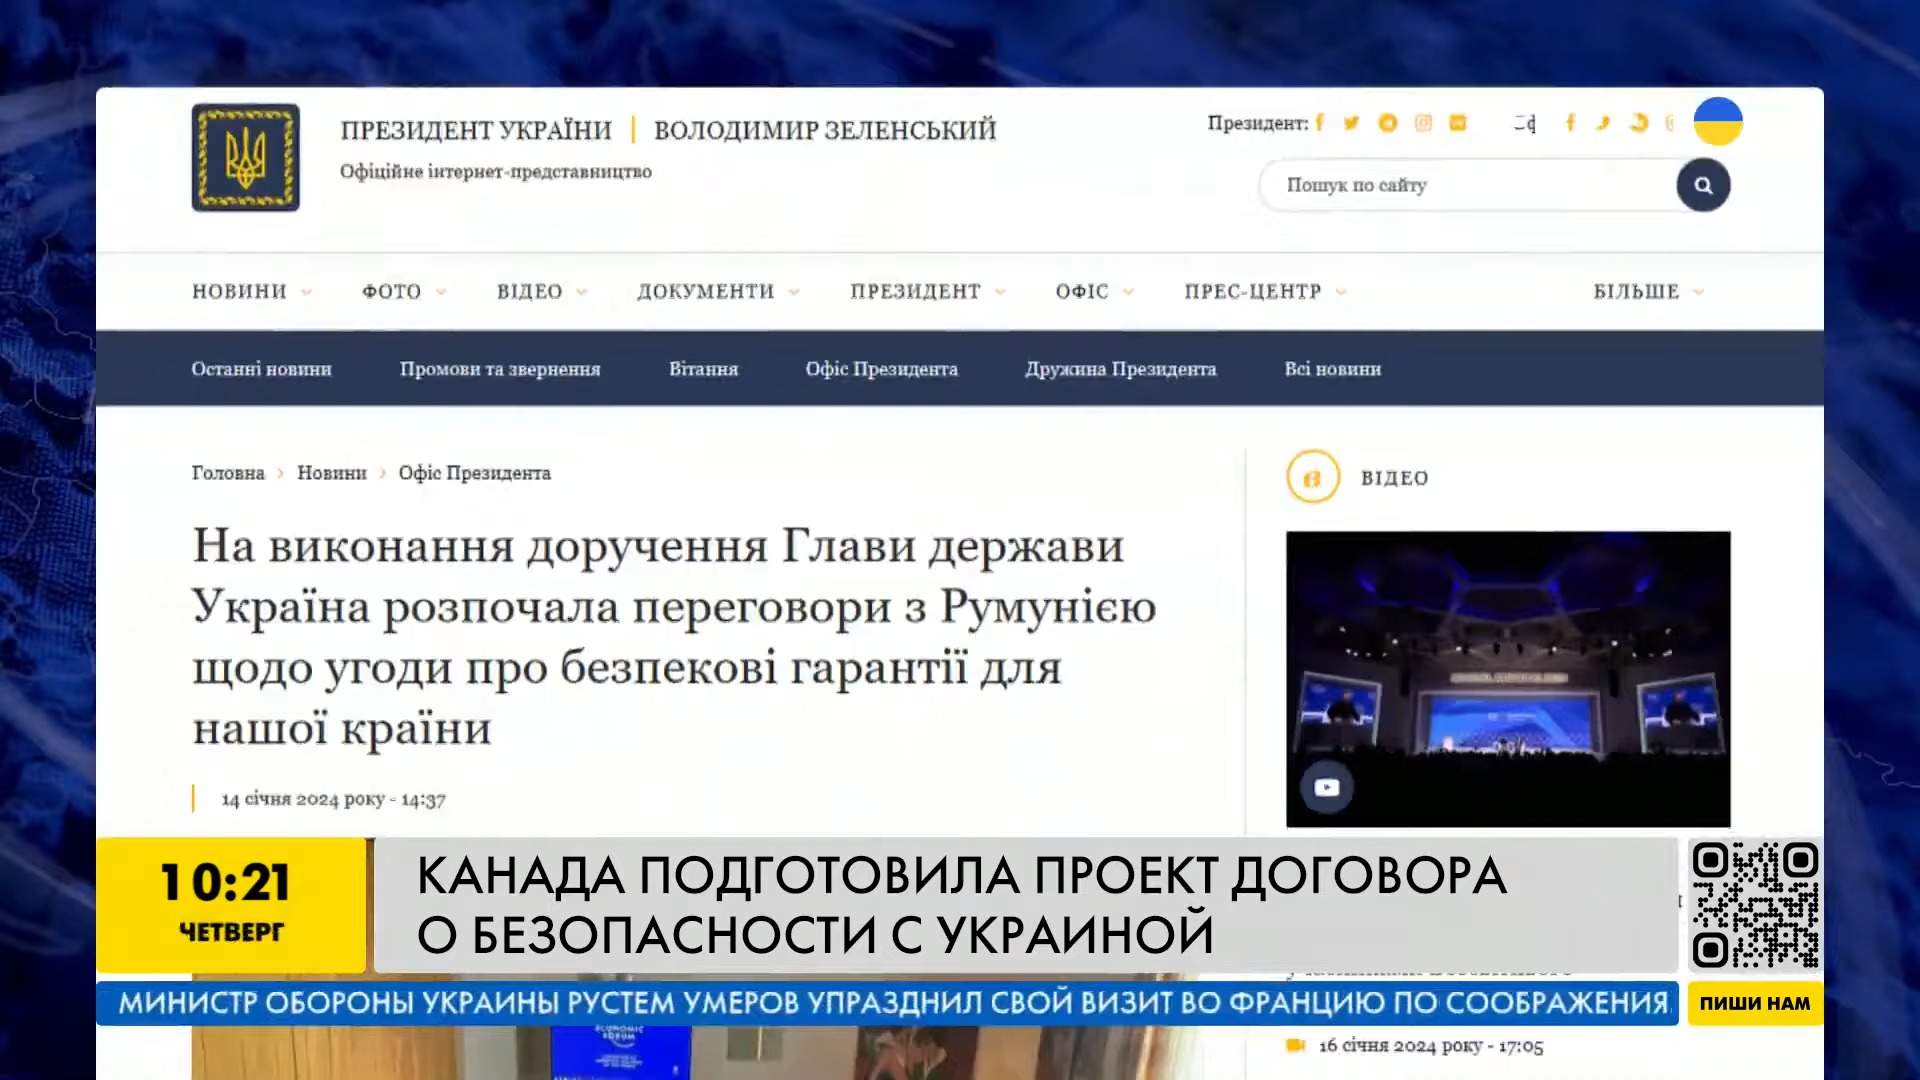 ПРЕЗИДЕНТ УКРАЇНИ | ВОЛОДИМИР ЗЕЛЕНСЬКИЙ
Офіційне інтернет-представництво
Президент:
Пошук по сайту
НОВИНИ ФОТО ВІДЕО ДОКУМЕНТИ ПРЕЗИДЕНТ ОФІС ПРЕС-ЦЕНТР БІЛЬШЕ
Останні новини Промови та звернення Вітання Офіс Президента Дружина Президента Всі новини
Головна > Новини > Офіс Президента
На виконання доручення Глави держави
Україна розпочала переговори з Румунією
щодо угоди про безпекові гарантії для
нашої країни
14 січня 2024 року - 14:37
ВІДЕО
10:21
ЧЕТВЕРГ
КАНАДА ПОДГОТОВИЛА ПРОЕКТ ДОГОВОРА
О БЕЗОПАСНОСТИ С УКРАИНОЙ
МИНИСТР ОБОРОНЫ УКРАИНЫ РУСТЕМ УМЕРОВ УПРАЗДНИЛ СВОЙ ВИЗИТ ВО ФРАНЦИЮ ПО СООБРАЖЕНИЯ
ПИШИ НАМ
ECONOMIC
FORUM
16 січня 2024 року - 17:05